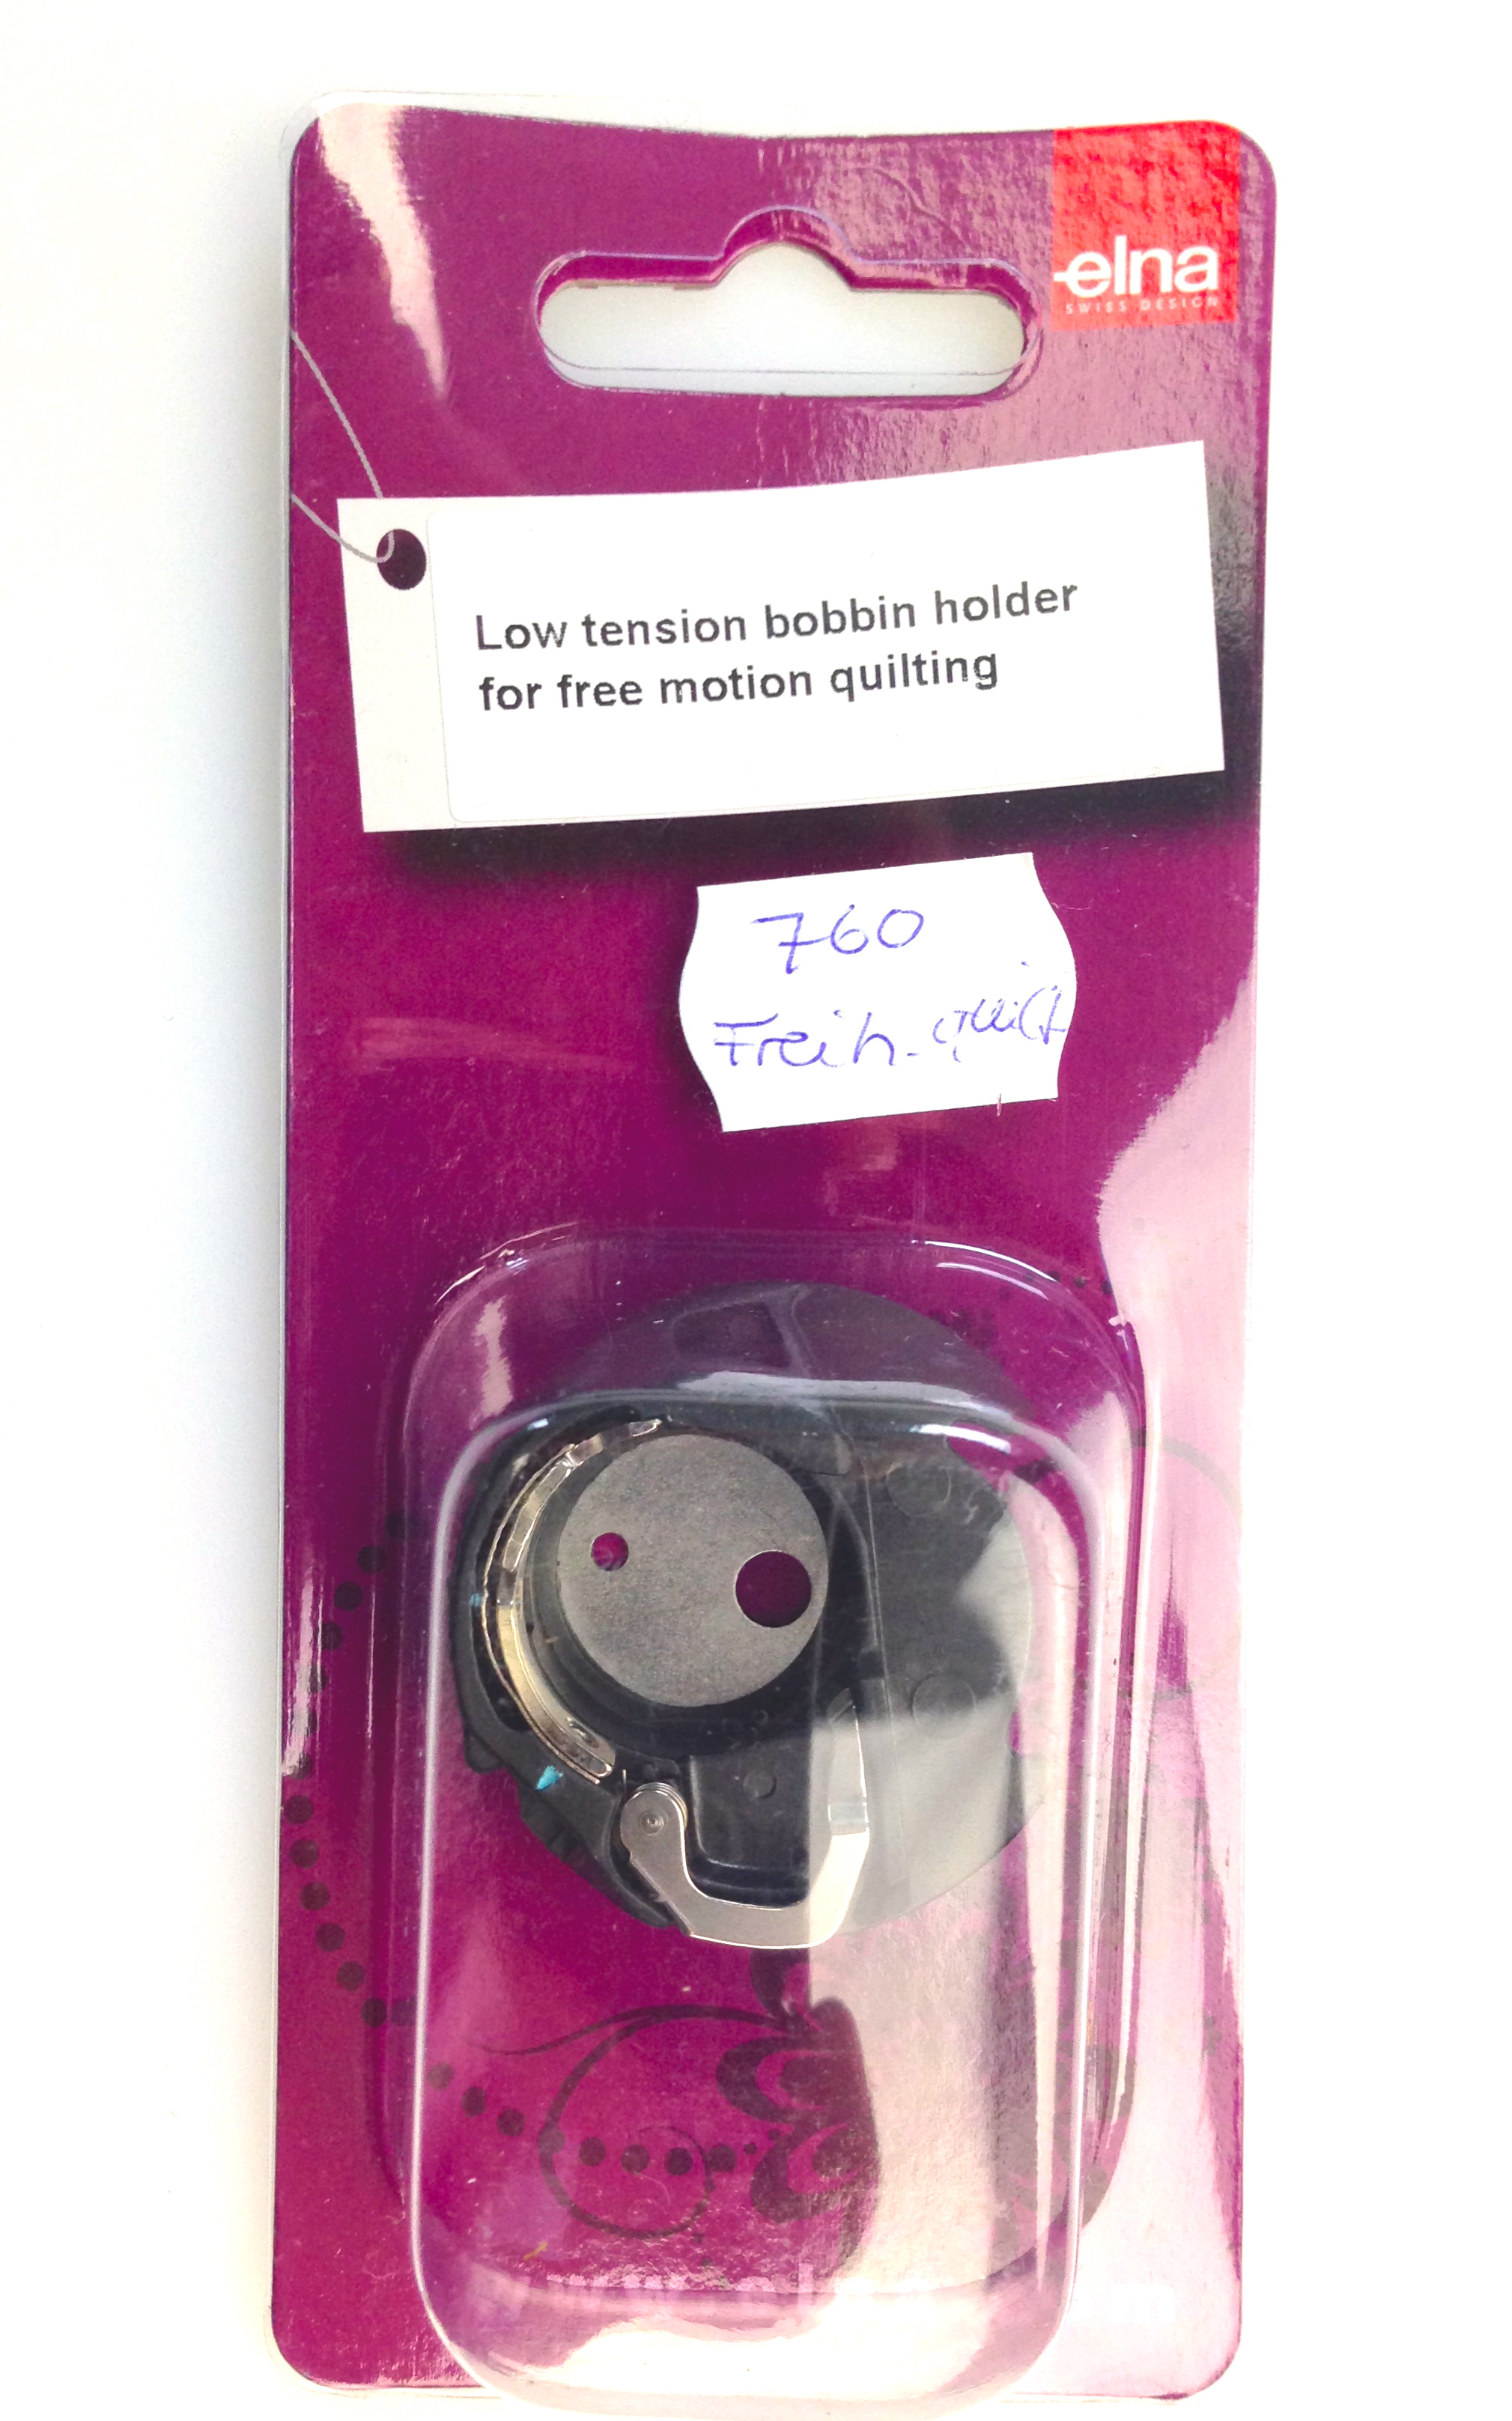 elna
SWISS DESIGN
Low tension bobbin holder
for free motion quilting
760
Freih. quilt